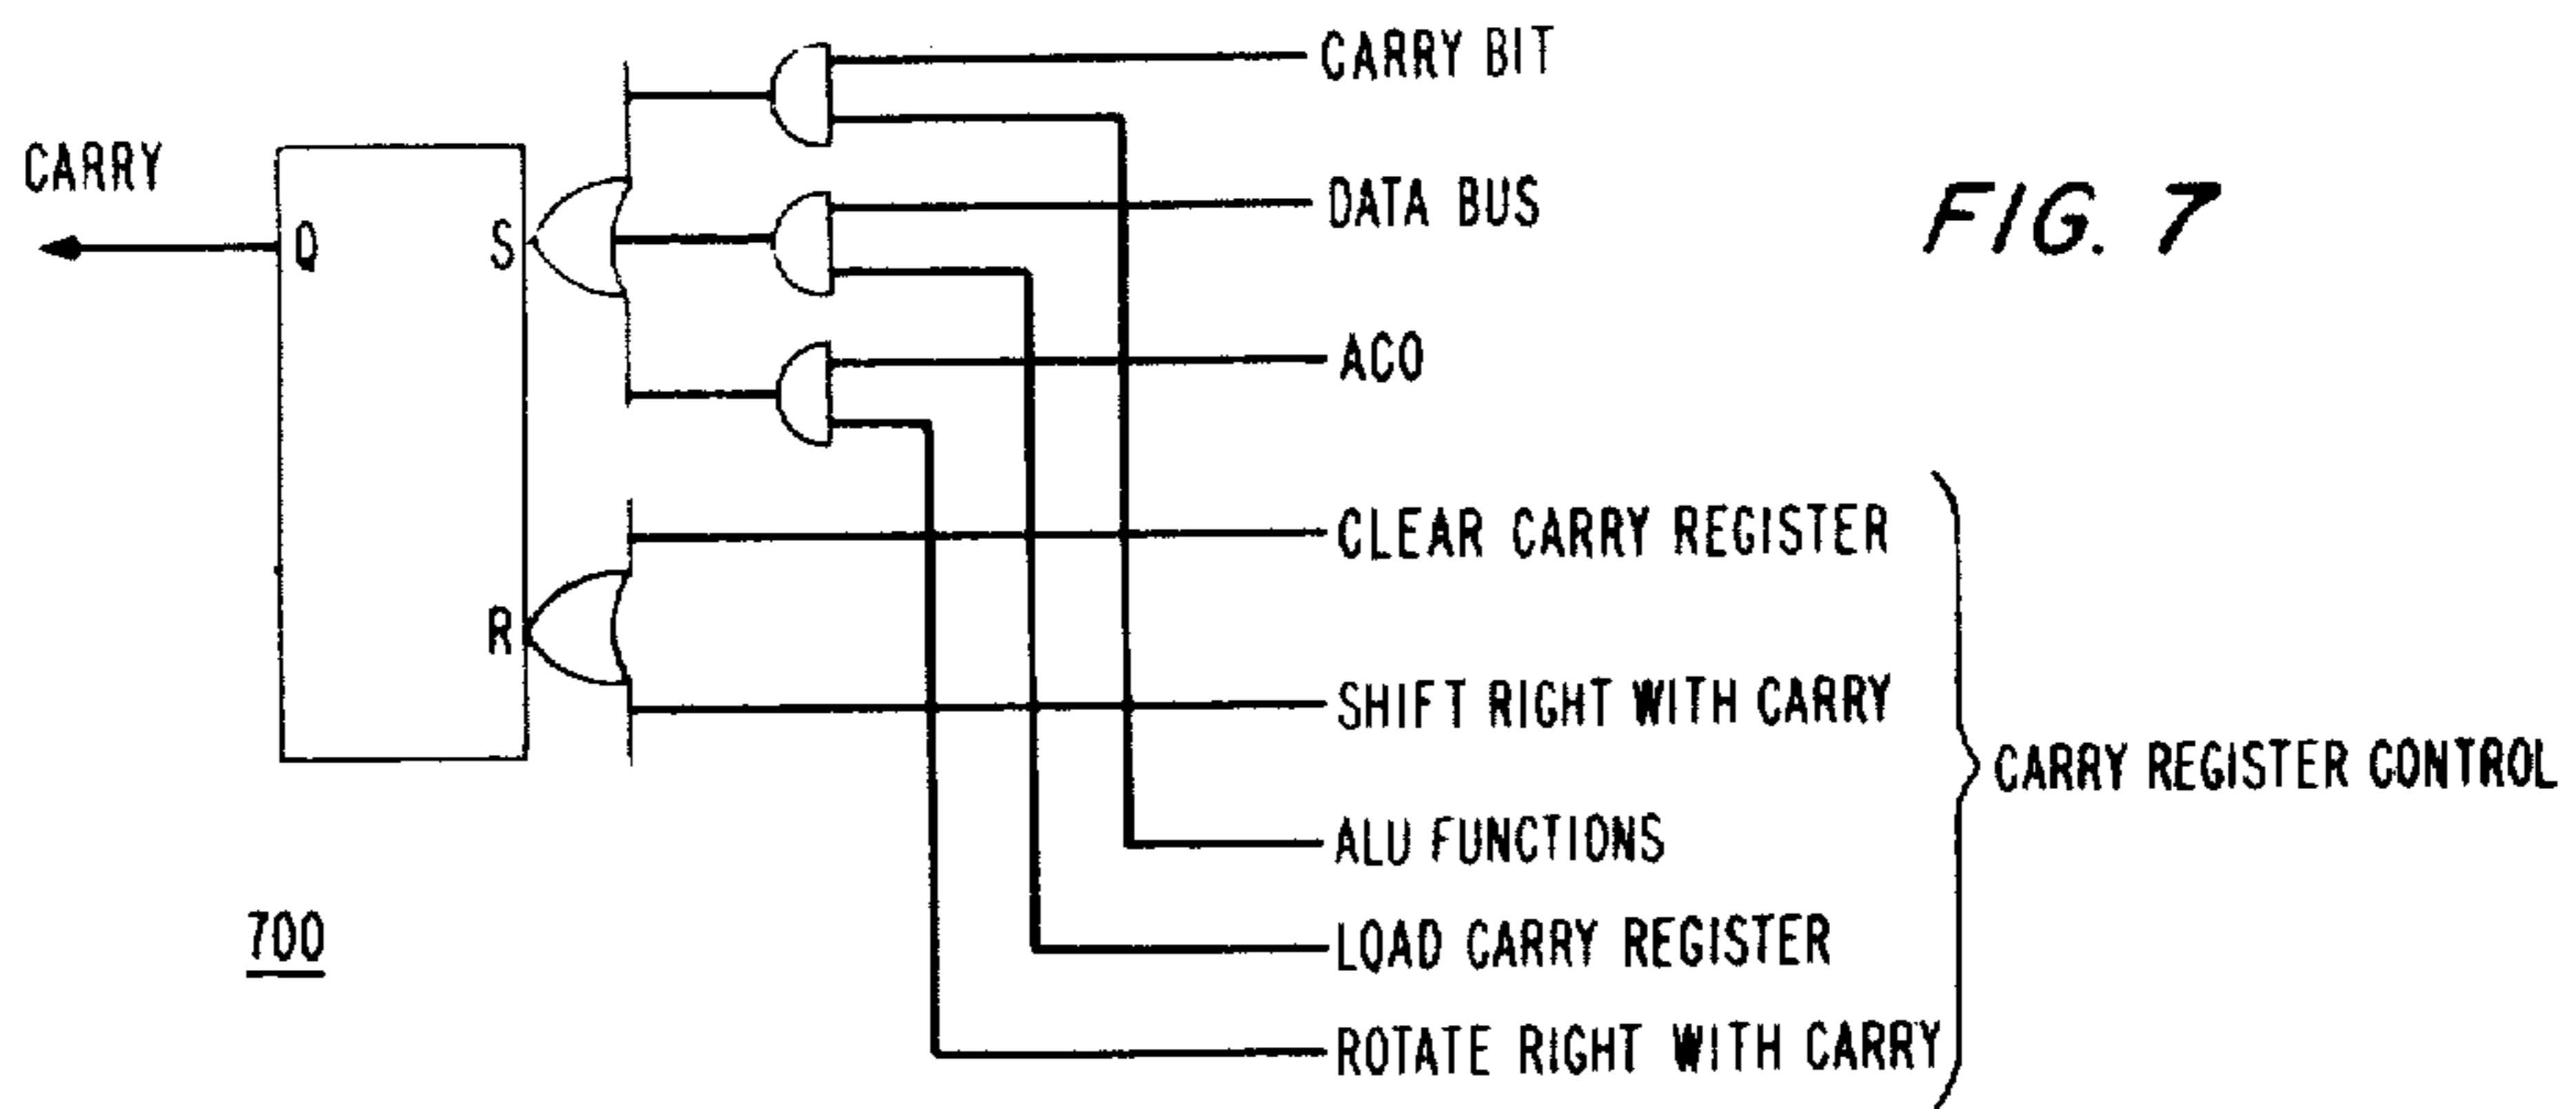 CARRY BIT
CARRY
DATA BUS
FIG. 7
Q
S
AC0
CLEAR CARRY REGISTER
R
SHIFT RIGHT WITH CARRY
CARRY REGISTER CONTROL
ALU FUNCTIONS
700
LOAD CARRY REGISTER
ROTATE RIGHT WITH CARRY